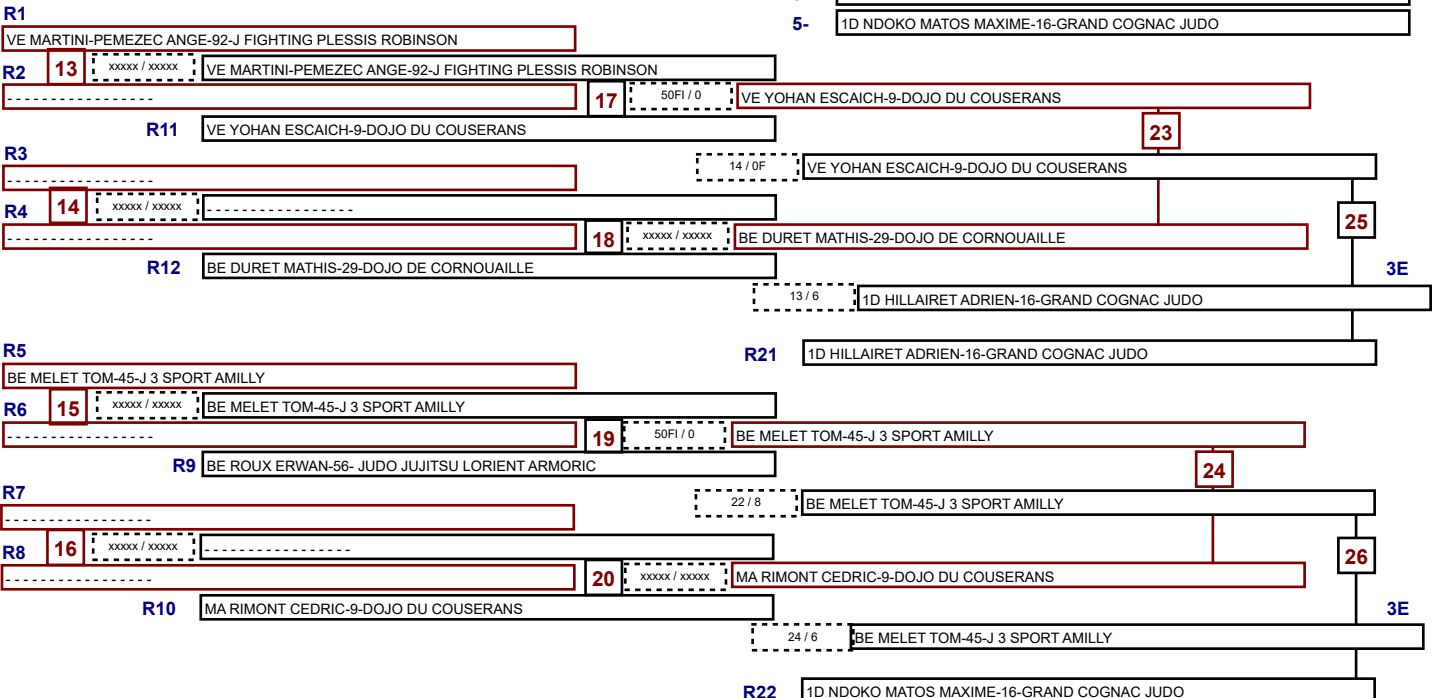 5- 1D NDOKO MATOS MAXIME-16-GRAND COGNAC JUDO
R1
VE MARTINI-PEMEZEC ANGE-92-J FIGHTING PLESSIS ROBINSON
R2 13 xxxxx / xxxxx VE MARTINI-PEMEZEC ANGE-92-J FIGHTING PLESSIS ROBINSON
- - - - - - - - - - - - - - - - - 17 50FI / 0 VE YOHAN ESCAICH-9-DOJO DU COUSERANS
R11 VE YOHAN ESCAICH-9-DOJO DU COUSERANS 23
R3
14 / 0F VE YOHAN ESCAICH-9-DOJO DU COUSERANS
- - - - - - - - - - - - - - - - -
R4 14 xxxxx / xxxxx - - - - - - - - - - - - - - - - - 25
- - - - - - - - - - - - - - - - - 18 xxxxx / xxxxx BE DURET MATHIS-29-DOJO DE CORNOUAILLE
R12 BE DURET MATHIS-29-DOJO DE CORNOUAILLE 3E
13 / 6 1D HILLAIRET ADRIEN-16-GRAND COGNAC JUDO
R5 R21 1D HILLAIRET ADRIEN-16-GRAND COGNAC JUDO
BE MELET TOM-45-J 3 SPORT AMILLY
R6 15 xxxxx / xxxxx BE MELET TOM-45-J 3 SPORT AMILLY
- - - - - - - - - - - - - - - - - 19 50FI / 0 BE MELET TOM-45-J 3 SPORT AMILLY
R9 BE ROUX ERWAN-56- JUDO JUJITSU LORIENT ARMORIC 24
R7
22 / 8 BE MELET TOM-45-J 3 SPORT AMILLY
- - - - - - - - - - - - - - - - -
R8 16 xxxxx / xxxxx - - - - - - - - - - - - - - - - - 26
- - - - - - - - - - - - - - - - - 20 xxxxx / xxxxx MA RIMONT CEDRIC-9-DOJO DU COUSERANS
R10 MA RIMONT CEDRIC-9-DOJO DU COUSERANS 3E
24 / 6 BE MELET TOM-45-J 3 SPORT AMILLY
R22 1D NDOKO MATOS MAXIME-16-GRAND COGNAC JUDO